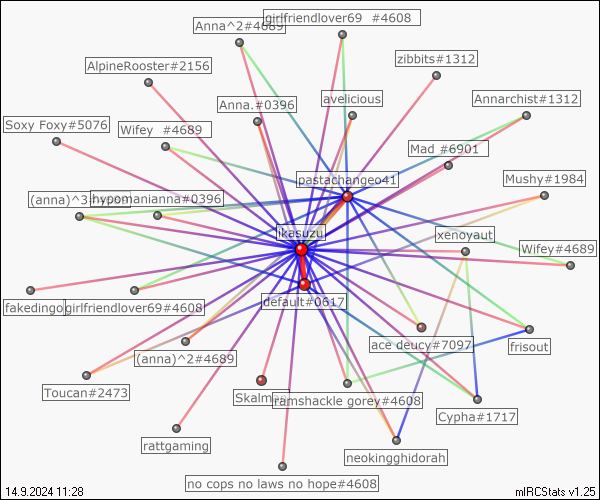 Anna^2#4689
girlfriendlover69 #4608
zibbits#1312
AlpineRooster#2156
Anna.#0396
avelicious
Annarchist#1312
Soxy Foxy#5076
Wifey #4689
Mad #6901
pastachangeo41
Mushy#1984
(anna)^3
hypomanianna#0396
ikasuzu
xenoyaut
Wifey#4689
fakedingo
girlfriendlover69#4608
default#0617
ace deucy#7097
frisout
(anna)^2#4689
Toucan#2473
Skalm
ramshackle gorey#4608
Cypha#1717
rattgaming
neokingghidorah
no cops no laws no hope#4608
14.9.2024 11:28
mIRCStats v1.25